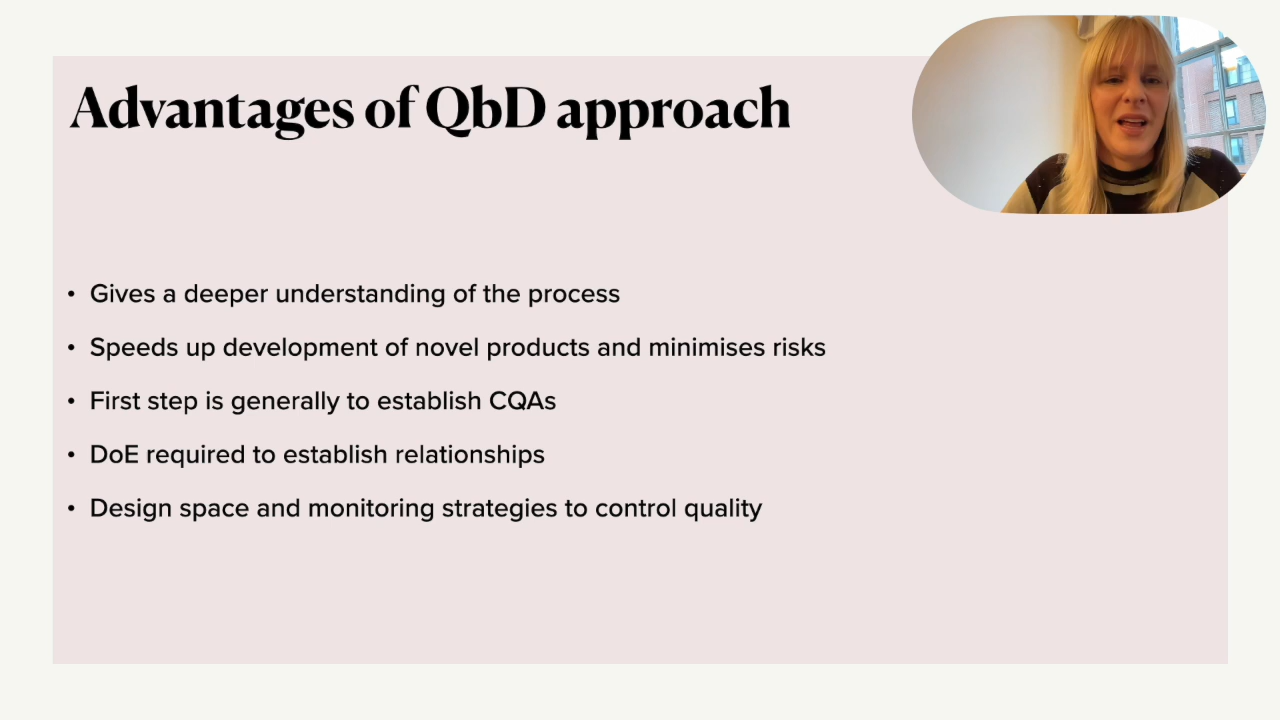 Advantages of QbD approach
• Gives a deeper understanding of the process
• Speeds up development of novel products and minimises risks
• First step is generally to establish CQAs
• DoE required to establish relationships
• Design space and monitoring strategies to control quality